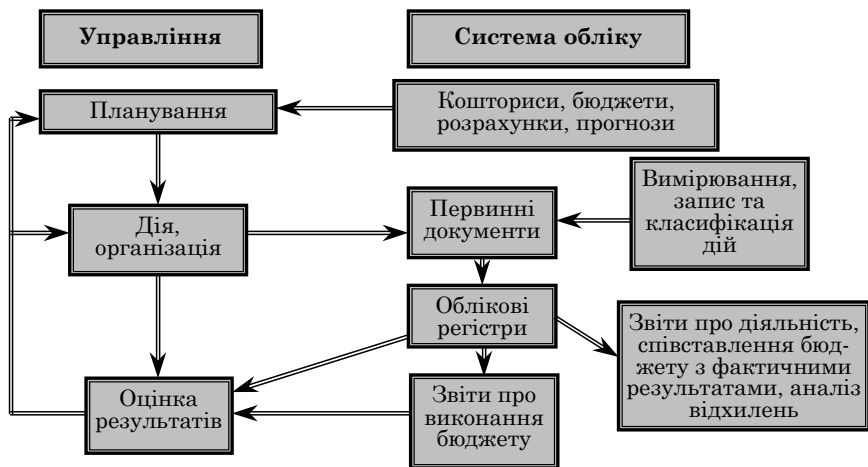 Управління
Система обліку
Планування
Кошториси, бюджети,
розрахунки, прогнози
Вимірювання,
запис та
класифікація
дій
Дія,
організація
Первинні
документи
Облікові
регістри
Звіти про діяльність,
співставлення бюд-
жету з фактичними
результатами, аналіз
відхилень
Оцінка
результатів
Звіти про
виконання
бюджету